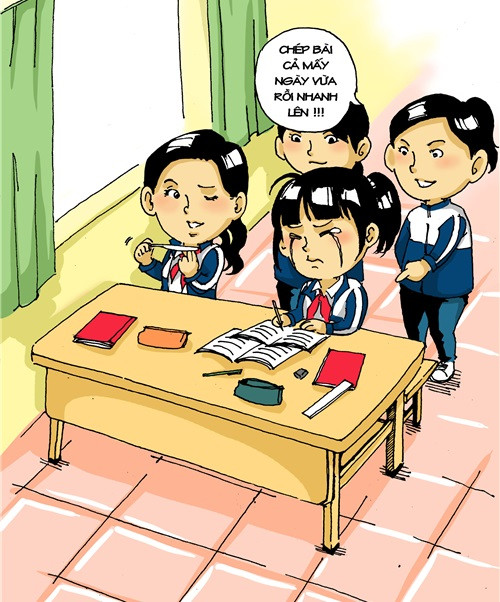 CHÉP BÀI
CẢ MẤY
NGÀY VỪA
RỒI NHANH
LÊN !!!